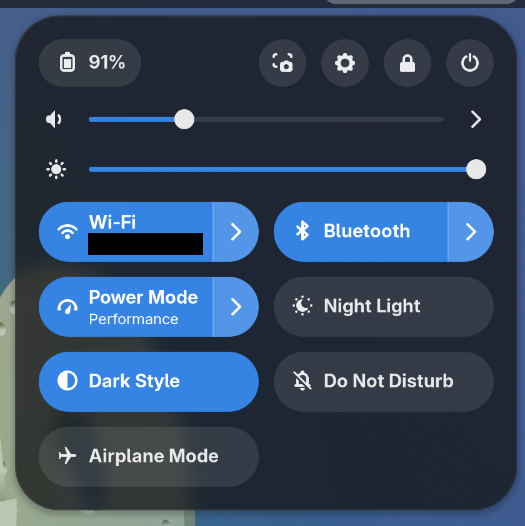 91%
Wi-Fi
Bluetooth
Power Mode
Performance
Night Light
Dark Style
Do Not Disturb
Airplane Mode